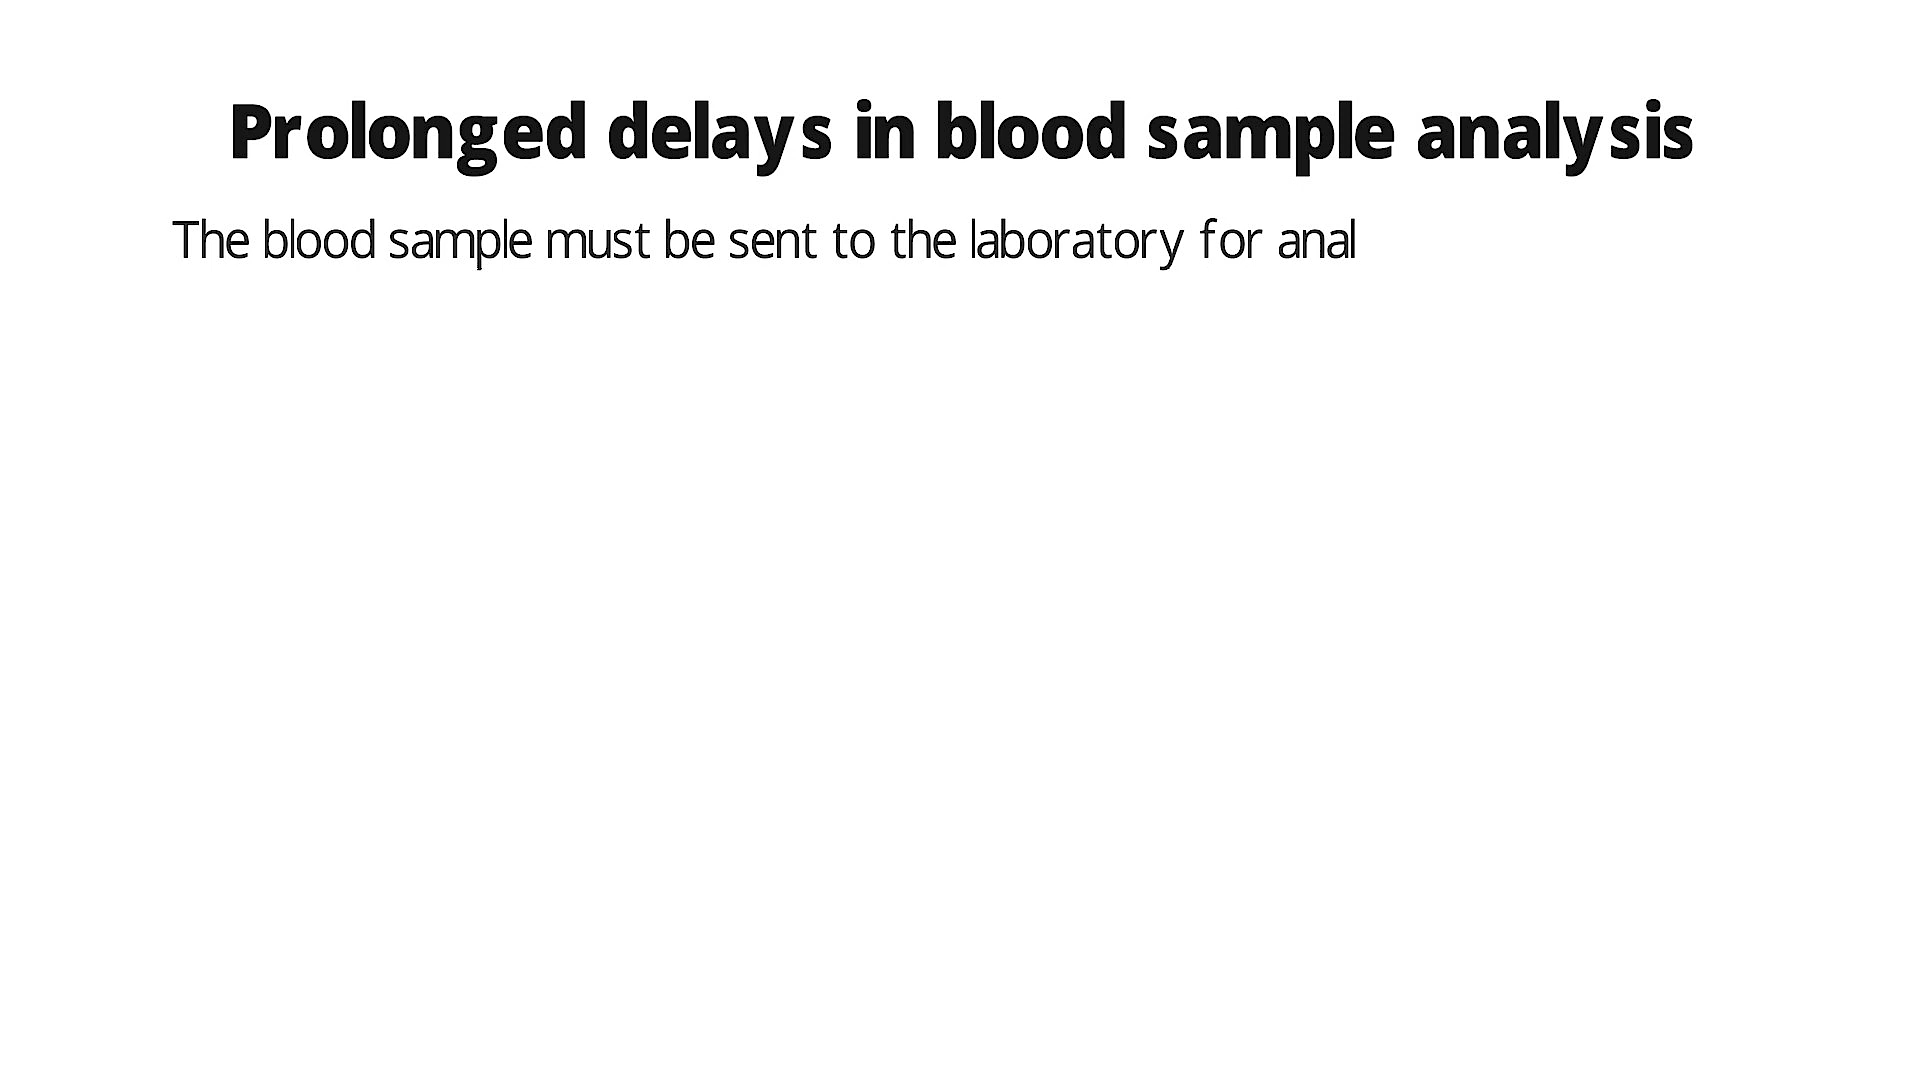 Prolonged delays in blood sample analysis
The blood sample must be sent to the laboratory for anal